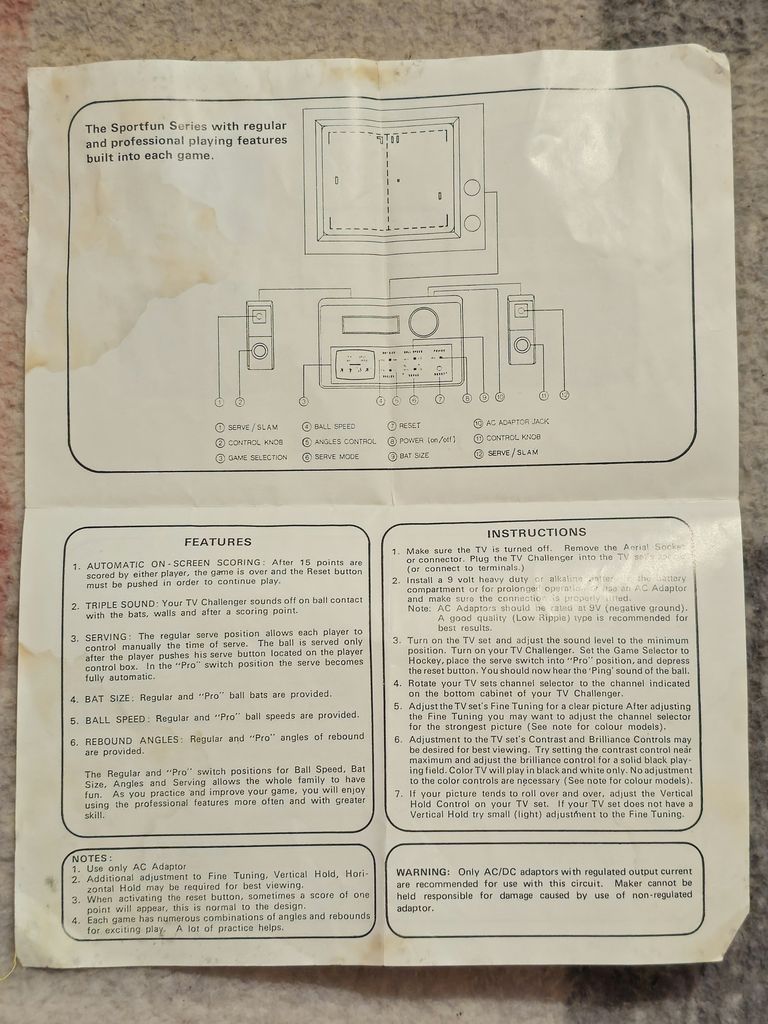 The Sportfun Series with regular
and professional playing features
built into each game.
BAT SIZE
BALL SPEED
POWER
ANGLES
SERVE
RESET
① ② ③ ④ ⑤ ⑥ ⑦ ⑧ ⑨ ⑩ ⑪ ⑫
① SERVE / SLAM
② CONTROL KNOB
③ GAME SELECTION
④ BALL SPEED
⑤ ANGLES CONTROL
⑥ SERVE MODE
⑦ RESET
⑧ POWER (on/off)
⑨ BAT SIZE
⑩ AC ADAPTOR JACK
⑪ CONTROL KNOB
⑫ SERVE / SLAM
FEATURES
1. AUTOMATIC ON-SCREEN SCORING: After 15 points are
scored by either player, the game is over and the Reset button
must be pushed in order to continue play.
2. TRIPLE SOUND: Your TV Challenger sounds off on ball contact
with the bats, walls and after a scoring point.
3. SERVING: The regular serve position allows each player to
control manually the time of serve. The ball is served only
after the player pushes his serve button located on the player
control box. In the "Pro" switch position the serve becomes
fully automatic.
4. BAT SIZE: Regular and "Pro" ball bats are provided.
5. BALL SPEED: Regular and "Pro" ball speeds are provided.
6. REBOUND ANGLES: Regular and "Pro" angles of rebound
are provided.
The Regular and "Pro" switch positions for Ball Speed, Bat
Size, Angles and Serving allows the whole family to have
fun. As you practice and improve your game, you will enjoy
using the professional features more often and with greater
skill.
INSTRUCTIONS
1. Make sure the TV is turned off. Remove the Aerial Socket
or connector. Plug the TV Challenger into the TV set's
(or connect to terminals.)
2. Install a 9 volt heavy duty or alkaline the battery
compartment or for prolonged operation use an AC Adaptor
and make sure the connection is properly fitted.
Note: AC Adaptors should be rated at 9V (negative ground).
A good quality (Low Ripple) type is recommended for
best results.
3. Turn on the TV set and adjust the sound level to the minimum
position. Turn on your TV Challenger. Set the Game Selector to
Hockey, place the serve switch into "Pro" position, and depress
the reset button. You should now hear the 'Ping' sound of the ball.
4. Rotate your TV sets channel selector to the channel indicated
on the bottom cabinet of your TV Challenger.
5. Adjust the TV set's Fine Tuning for a clear picture After adjusting
the Fine Tuning you may want to adjust the channel selector
for the strongest picture (See note for colour models).
6. Adjustment to the TV set's Contrast and Brilliance Controls may
be desired for best viewing. Try setting the contrast control near
maximum and adjust the brilliance control for a solid black play-
ing field. Color TV will play in black and white only. No adjustment
to the color controls are necessary (See note for colour models).
7. If your picture tends to roll over and over, adjust the Vertical
Hold Control on your TV set. If your TV set does not have a
Vertical Hold try small (light) adjustment to the Fine Tuning.
NOTES:
1. Use only AC Adaptor
2. Additional adjustment to Fine Tuning, Vertical Hold, Hori-
zontal Hold may be required for best viewing.
3. When activating the reset button, sometimes a score of one
point will appear, this is normal to the design.
4. Each game has numerous combinations of angles and rebounds
for exciting play. A lot of practice helps.
WARNING: Only AC/DC adaptors with regulated output current
are recommended for use with this circuit. Maker cannot be
held responsible for damage caused by use of non-regulated
adaptor.